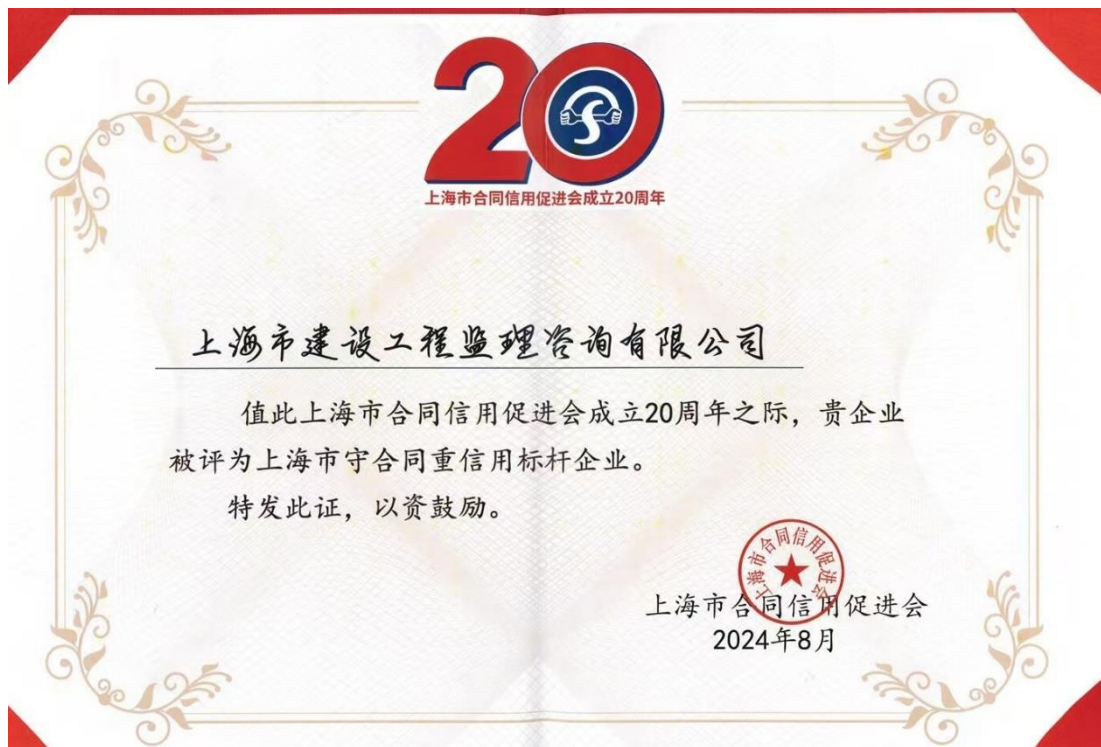 20
上海市合同信用促进会成立20周年
上海市建设工程监理咨询有限公司
值此上海市合同信用促进会成立20周年之际，贵企业
被评为上海市守合同重信用标杆企业。
特发此证，以资鼓励。
上海市合同信用促进会
上海市合同信用促进会
2024年8月